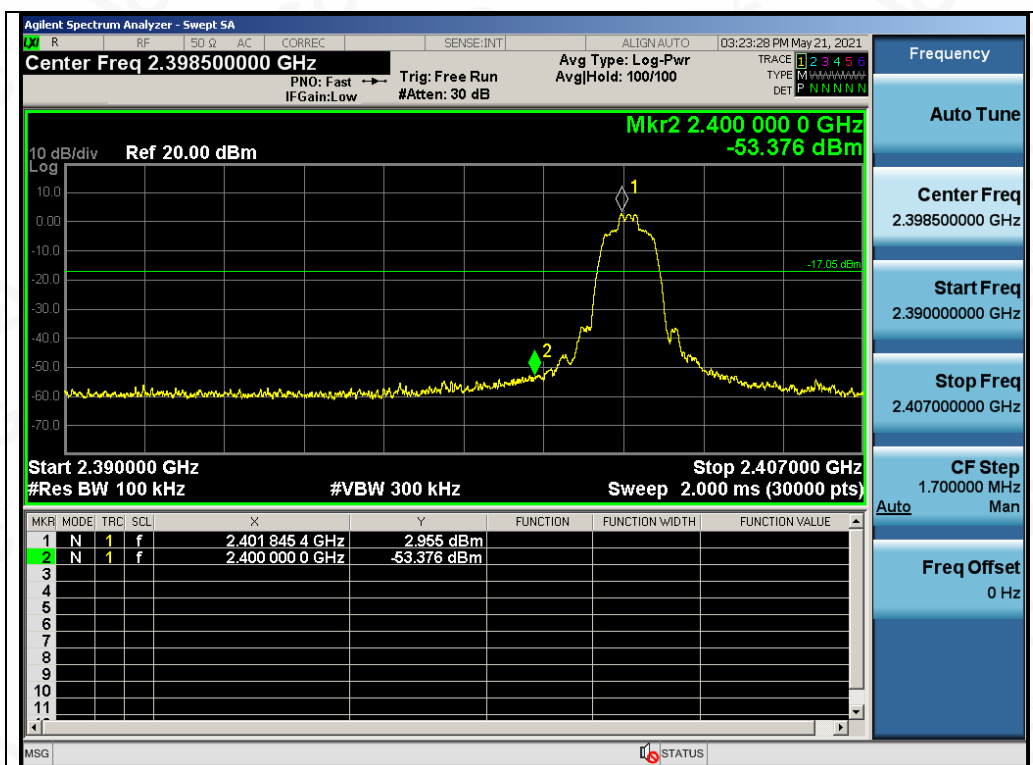 Agilent Spectrum Analyzer - Swept SA
LXI R RF 50 Ω AC CORREC SENSE:INT ALIGN AUTO 03:23:28 PM May 21, 2021
Center Freq 2.398500000 GHz
PNO: Fast
IFGain:Low
Trig: Free Run
#Atten: 30 dB
Avg Type: Log-Pwr
Avg|Hold: 100/100
TRACE 1 2 3 4 5 6
TYPE M
DET P N N N N N
Frequency
Auto Tune
Center Freq
2.398500000 GHz
Start Freq
2.390000000 GHz
Stop Freq
2.407000000 GHz
CF Step
1.700000 MHz
Auto Man
Freq Offset
0 Hz
Mkr2 2.400 000 0 GHz
-53.376 dBm
10 dB/div Ref 20.00 dBm
Log
10.0
0.00
-10.0
-20.0
-30.0
-40.0
-50.0
-60.0
-70.0
1
-17.05 dBm
2
Start 2.390000 GHz Stop 2.407000 GHz
#Res BW 100 kHz #VBW 300 kHz Sweep 2.000 ms (30000 pts)
MKR MODE TRC SCL X Y FUNCTION FUNCTION WIDTH FUNCTION VALUE
1 N 1 f 2.401 845 4 GHz 2.955 dBm
2 N 1 f 2.400 000 0 GHz -53.376 dBm
3
4
5
6
7
8
9
10
11
MSG STATUS